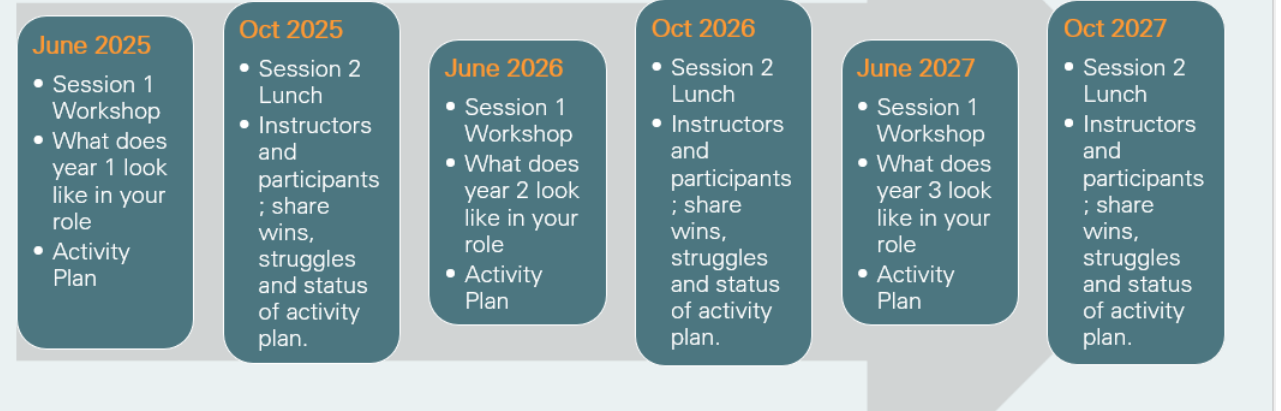 June 2025
Session 1
Workshop
What does
year 1 look
like in your
role
Activity
Plan
Oct 2025
Session 2
Lunch
Instructors
and
participants
; share
wins,
struggles
and status
of activity
plan.
June 2026
Session 1
Workshop
What does
year 2 look
like in your
role
Activity
Plan
Oct 2026
Session 2
Lunch
Instructors
and
participants
; share
wins,
struggles
and status
of activity
plan.
June 2027
Session 1
Workshop
What does
year 3 look
like in your
role
Activity
Plan
Oct 2027
Session 2
Lunch
Instructors
and
participants
; share
wins,
struggles
and status
of activity
plan.